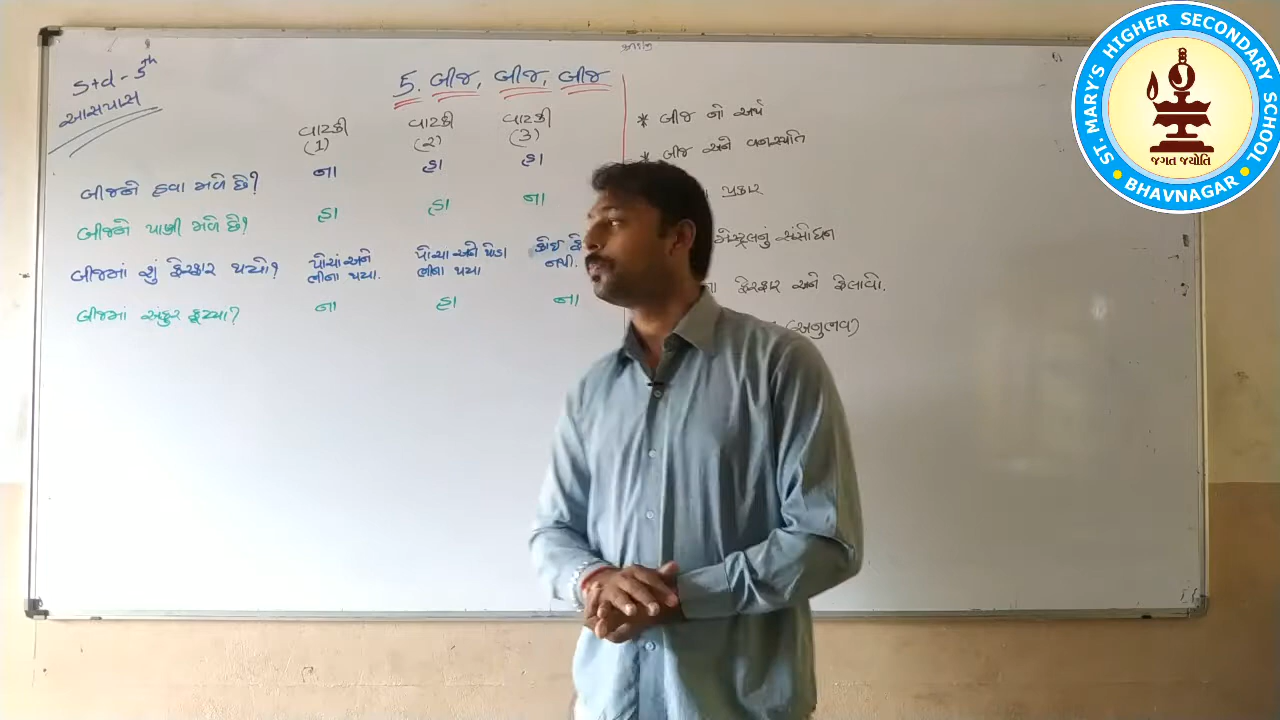 Std - 5th
આસપાસ
5. બીજ, બીજ, બીજ
વાટકી (1) વાટકી (2) વાટકી (3)
બીજને હવા મળે છે? ના હા હા
બીજને પાણી મળે છે? હા હા ના
બીજમાં શું ફેરફાર થયો? પોચાં અને ભીના થયા. પોચા અને પોડા ભીના થયા કોઈ ફે નથી.
બીજમાં અંકુર ફૂટ્યા? ના હા ના
* બીજ નો અર્થ
* બીજ અને વનસ્પતિ
પ્રકાર
સંસોધન
ફેરફાર અને ફેલાવો.
(અનુભવ)
ST. MARY'S HIGHER SECONDARY SCHOOL
જગત જ્યોતિ
BHAVNAGAR